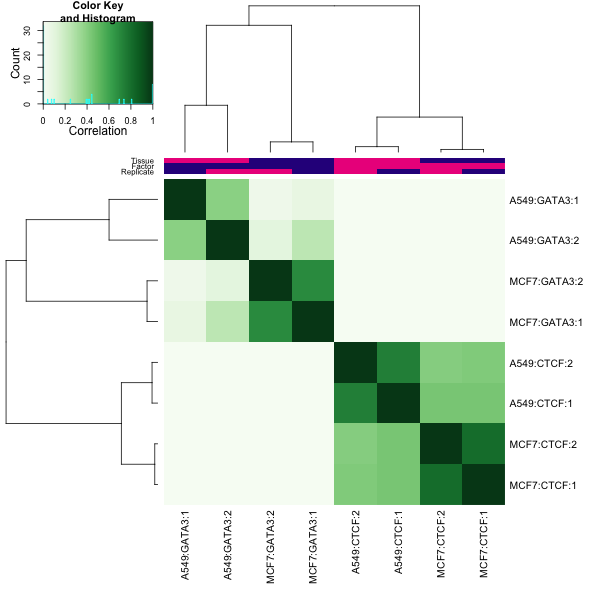 Color Key
and Histogram
Count
0 10 20 30
0 0.2 0.4 0.6 0.8 1
Correlation
Tissue
Factor
Replicate
A549:GATA3:1
A549:GATA3:2
MCF7:GATA3:2
MCF7:GATA3:1
A549:CTCF:2
A549:CTCF:1
MCF7:CTCF:2
MCF7:CTCF:1
A549:GATA3:1
A549:GATA3:2
MCF7:GATA3:2
MCF7:GATA3:1
A549:CTCF:2
A549:CTCF:1
MCF7:CTCF:2
MCF7:CTCF:1